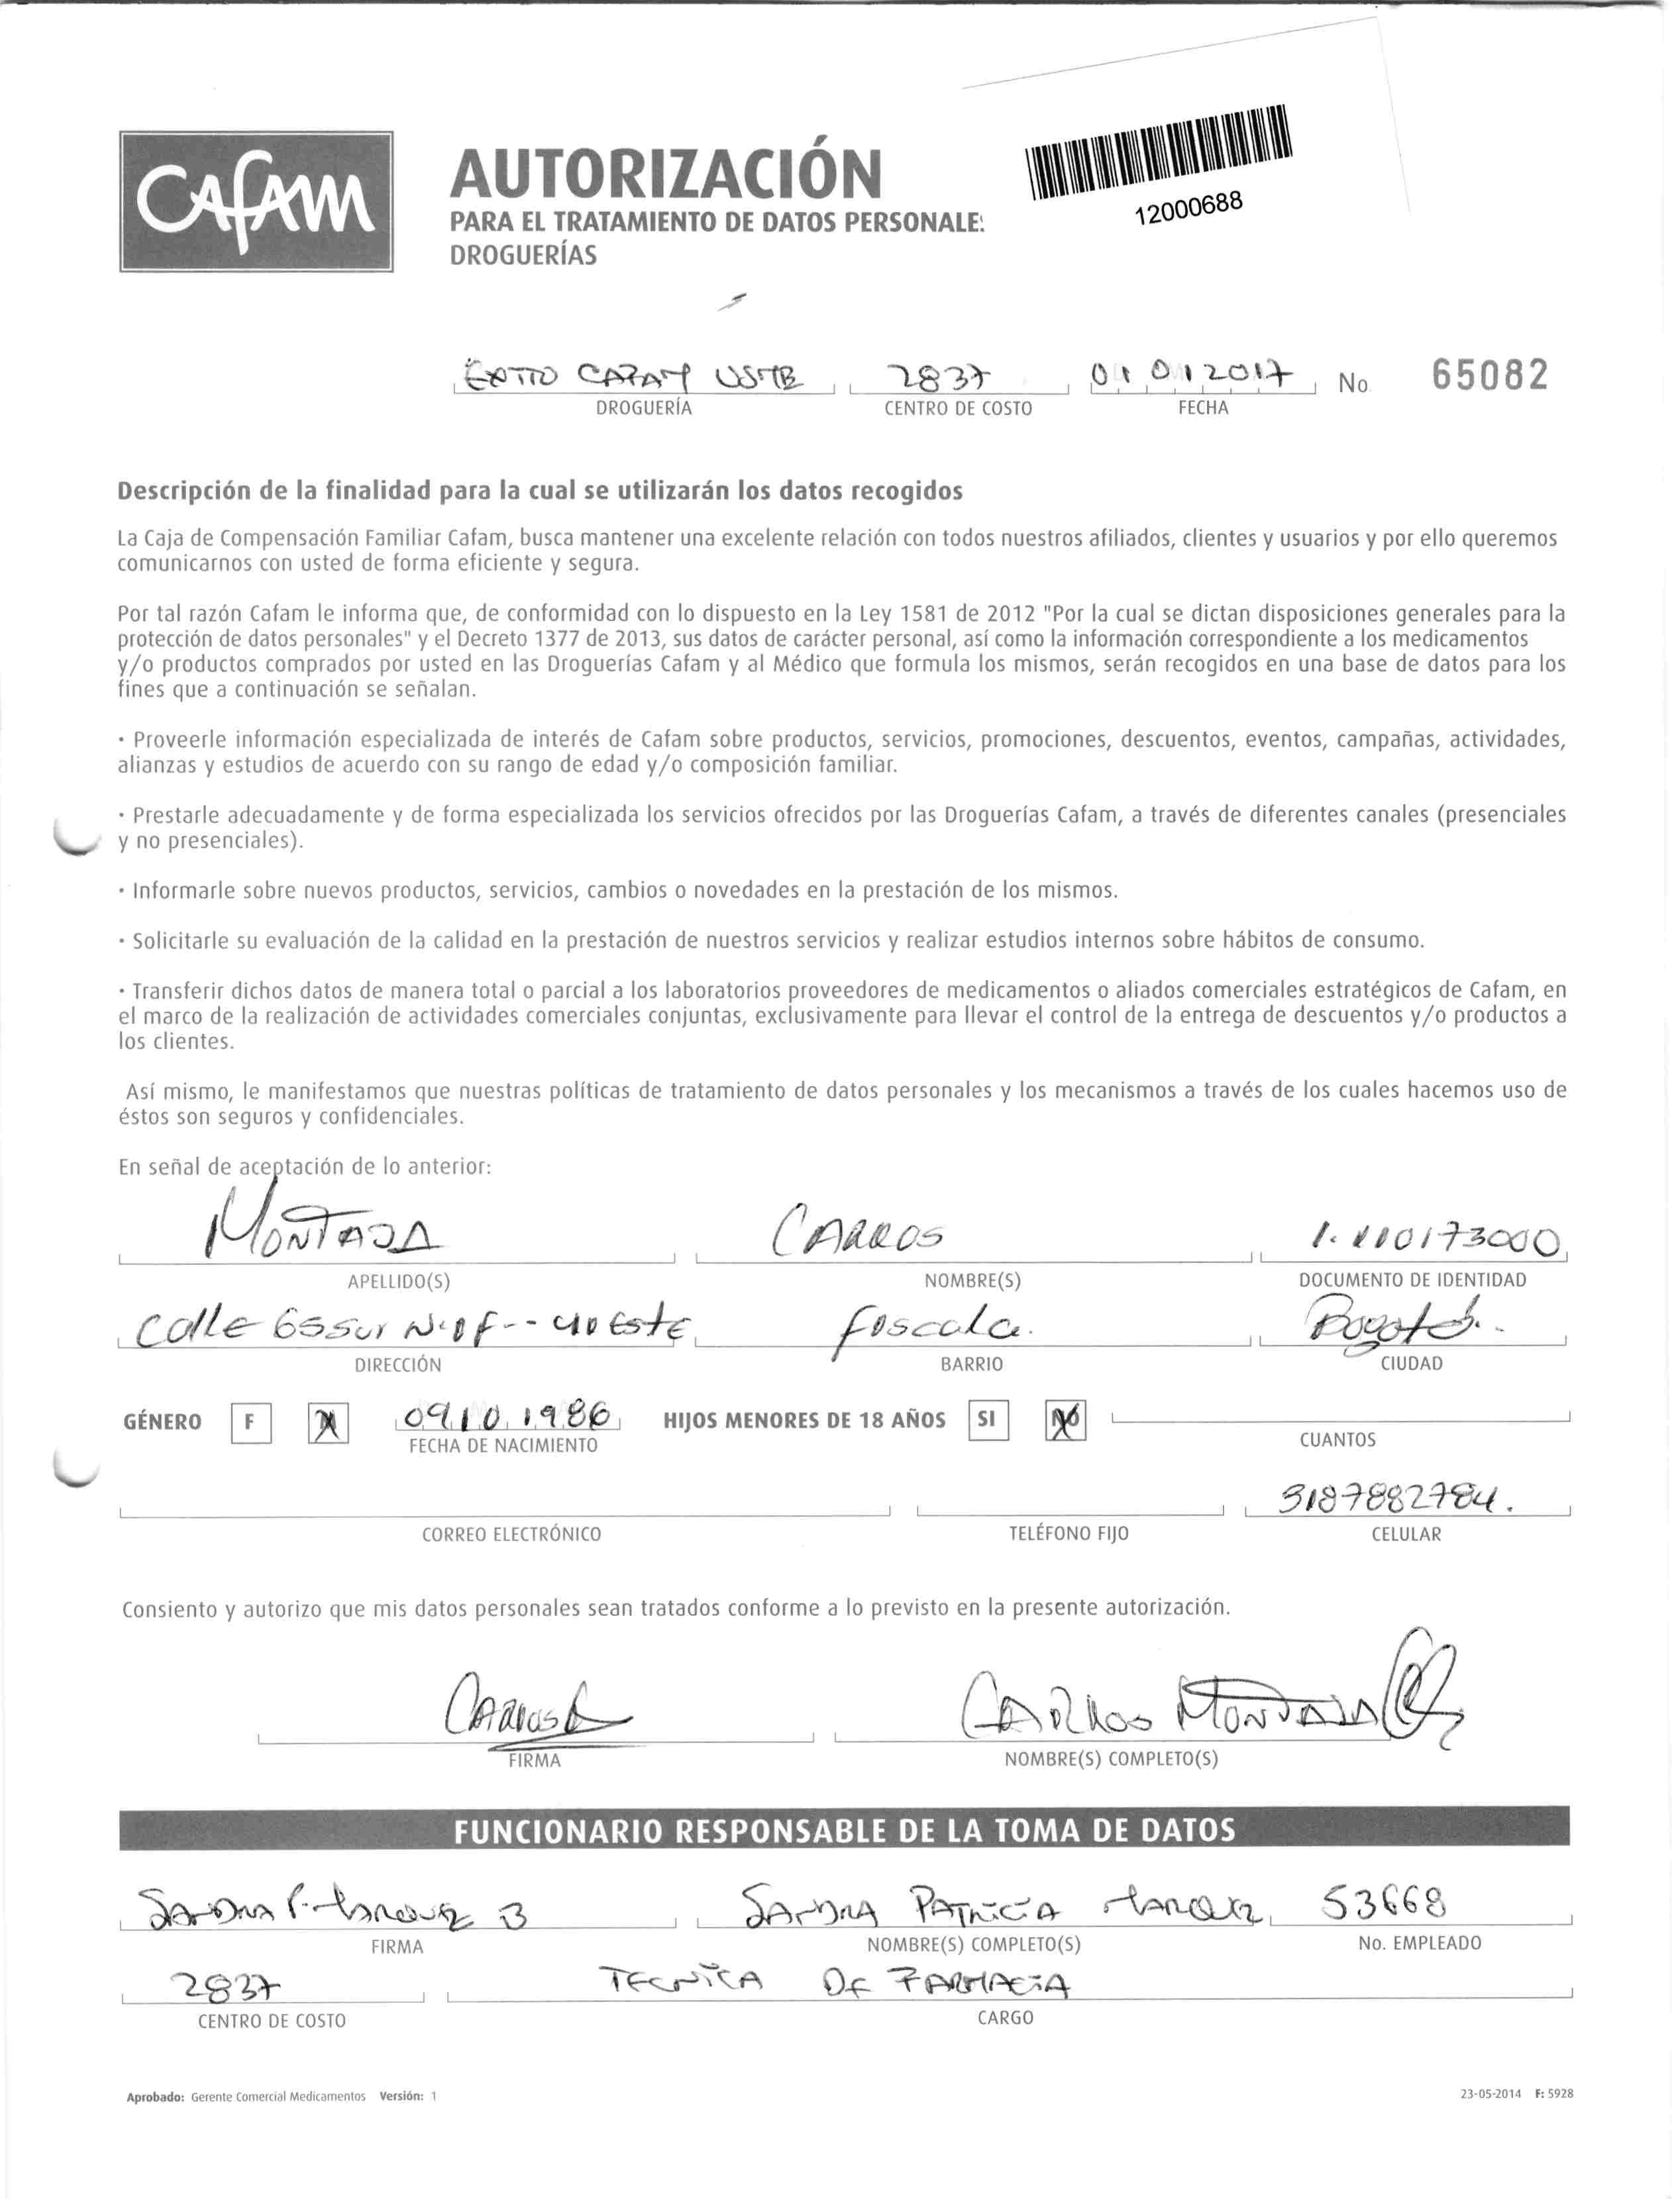 Cafam
AUTORIZACIÓN
PARA EL TRATAMIENTO DE DATOS PERSONALE
DROGUERÍAS
12000688
CAFAM 2837 01 01 2017 No. 65082
DROGUERÍA CENTRO DE COSTO FECHA
Descripción de la finalidad para la cual se utilizarán los datos recogidos
La Caja de Compensación Familiar Cafam, busca mantener una excelente relación con todos nuestros afiliados, clientes y usuarios y por ello queremos
comunicarnos con usted de forma eficiente y segura.
Por tal razón Cafam le informa que, de conformidad con lo dispuesto en la Ley 1581 de 2012 "Por la cual se dictan disposiciones generales para la
protección de datos personales" y el Decreto 1377 de 2013, sus datos de carácter personal, así como la información correspondiente a los medicamentos
y/o productos comprados por usted en las Droguerías Cafam y al Médico que formula los mismos, serán recogidos en una base de datos para los
fines que a continuación se señalan.
· Proveerle información especializada de interés de Cafam sobre productos, servicios, promociones, descuentos, eventos, campañas, actividades,
alianzas y estudios de acuerdo con su rango de edad y/o composición familiar.
· Prestarle adecuadamente y de forma especializada los servicios ofrecidos por las Droguerías Cafam, a través de diferentes canales (presenciales
y no presenciales).
· Informarle sobre nuevos productos, servicios, cambios o novedades en la prestación de los mismos.
· Solicitarle su evaluación de la calidad en la prestación de nuestros servicios y realizar estudios internos sobre hábitos de consumo.
· Transferir dichos datos de manera total o parcial a los laboratorios proveedores de medicamentos o aliados comerciales estratégicos de Cafam, en
el marco de la realización de actividades comerciales conjuntas, exclusivamente para llevar el control de la entrega de descuentos y/o productos a
los clientes.
Así mismo, le manifestamos que nuestras políticas de tratamiento de datos personales y los mecanismos a través de los cuales hacemos uso de
éstos son seguros y confidenciales.
En señal de aceptación de lo anterior:
CARLOS 1.110173000
APELLIDO(S) NOMBRE(S) DOCUMENTO DE IDENTIDAD
Calle 65 Sur Este Bogotá
DIRECCIÓN BARRIO CIUDAD
GÉNERO F M 09 10 1986 HIJOS MENORES DE 18 AÑOS SI NO
FECHA DE NACIMIENTO CUANTOS
3187882784.
CORREO ELECTRÓNICO TELÉFONO FIJO CELULAR
Consiento y autorizo que mis datos personales sean tratados conforme a lo previsto en la presente autorización.
CARLOS
FIRMA NOMBRE(S) COMPLETO(S)
FUNCIONARIO RESPONSABLE DE LA TOMA DE DATOS
SANDRA P. SANDRA PATRICIA 53668
FIRMA NOMBRE(S) COMPLETO(S) No. EMPLEADO
2837 TECNICA DE FARMACIA
CENTRO DE COSTO CARGO
Aprobado: Gerente Comercial Medicamentos Versión: 1 23-05-2014 F: 5928